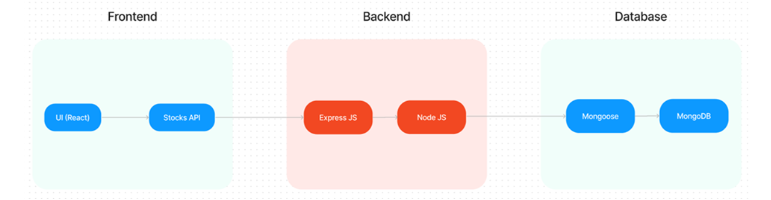 Frontend
Backend
Database
UI (React)
Stocks API
Express JS
Node JS
Mongoose
MongoDB